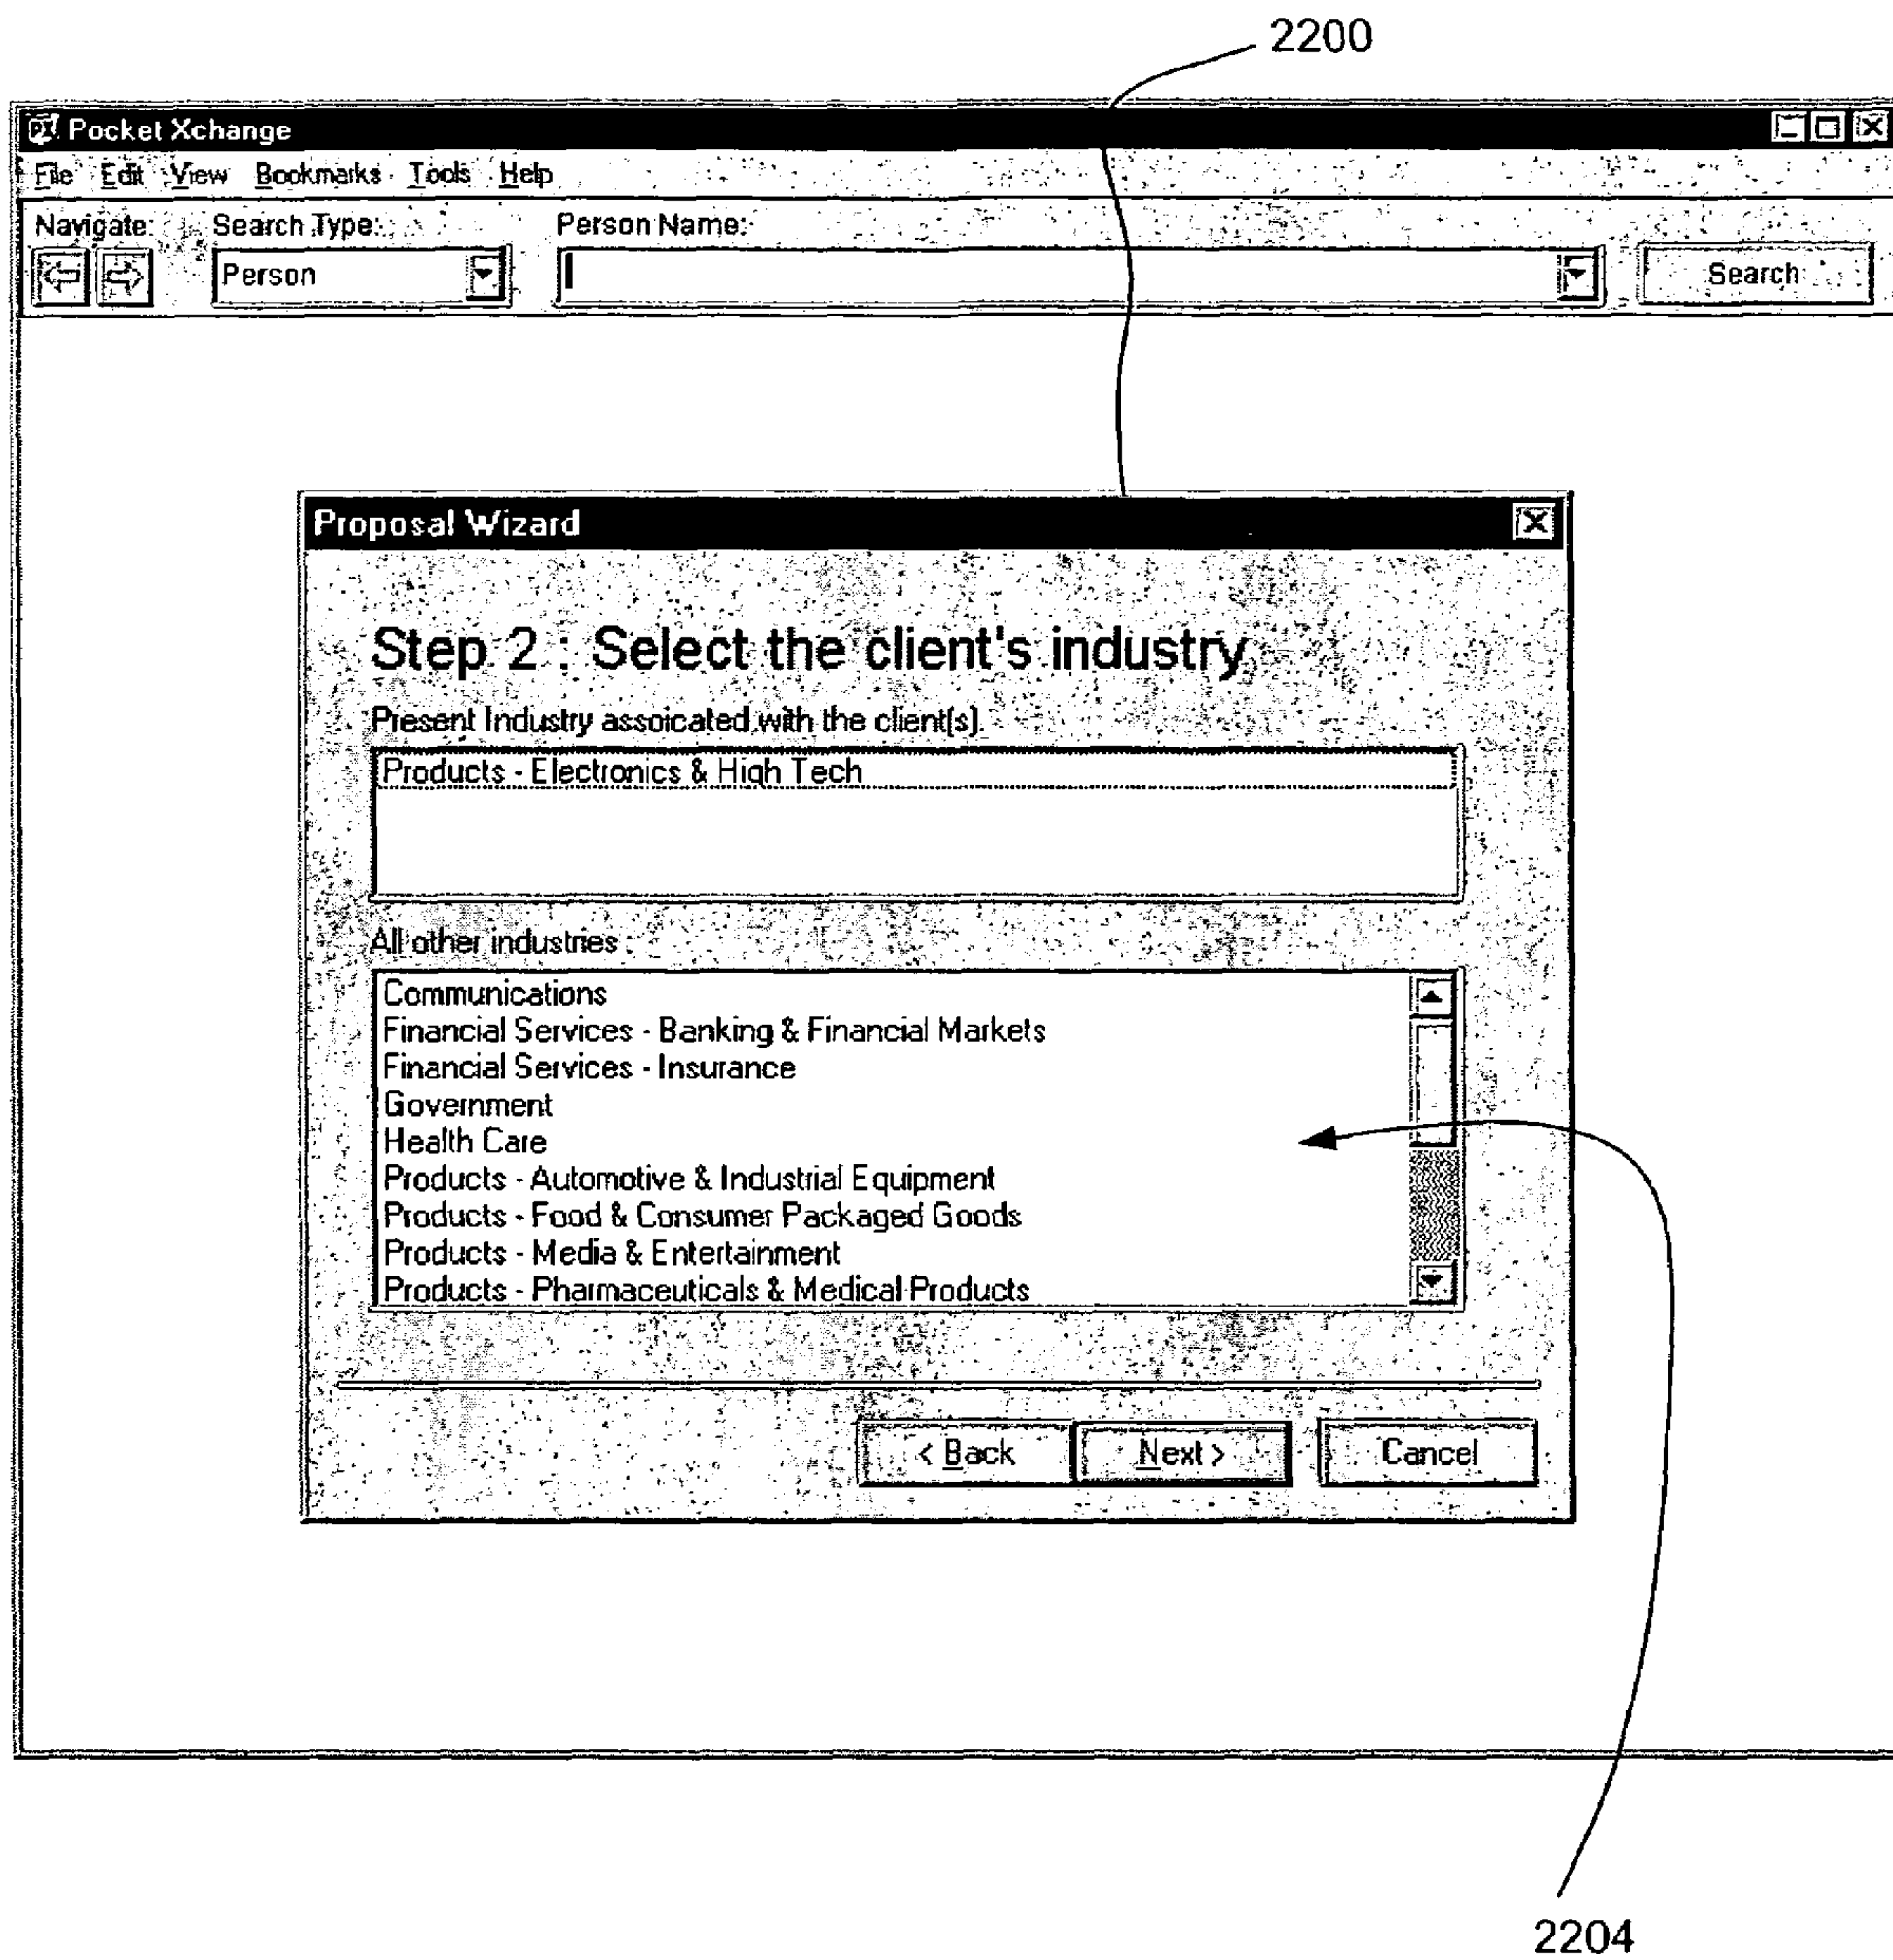 2200
Pocket Xchange
File Edit View Bookmarks Tools Help
Navigate: Search Type: Person Name:
Person Search
Proposal Wizard
Step 2 : Select the client's industry
Present Industry assoicated with the client(s)
Products - Electronics & High Tech
All other industries :
Communications
Financial Services - Banking & Financial Markets
Financial Services - Insurance
Government
Health Care
Products - Automotive & Industrial Equipment
Products - Food & Consumer Packaged Goods
Products - Media & Entertainment
Products - Pharmaceuticals & Medical Products
< Back Next > Cancel
2204